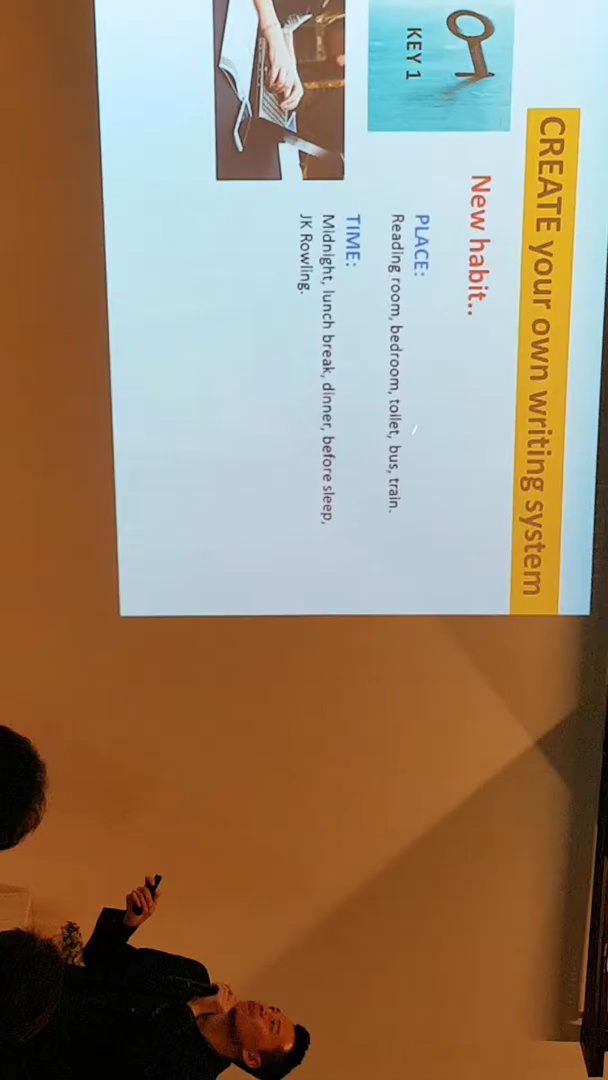 CREATE your own writing system
KEY 1
New habit..
PLACE:
Reading room, bedroom, toilet, bus, train.
TIME:
Midnight, lunch break, dinner, before sleep,
JK Rowling.